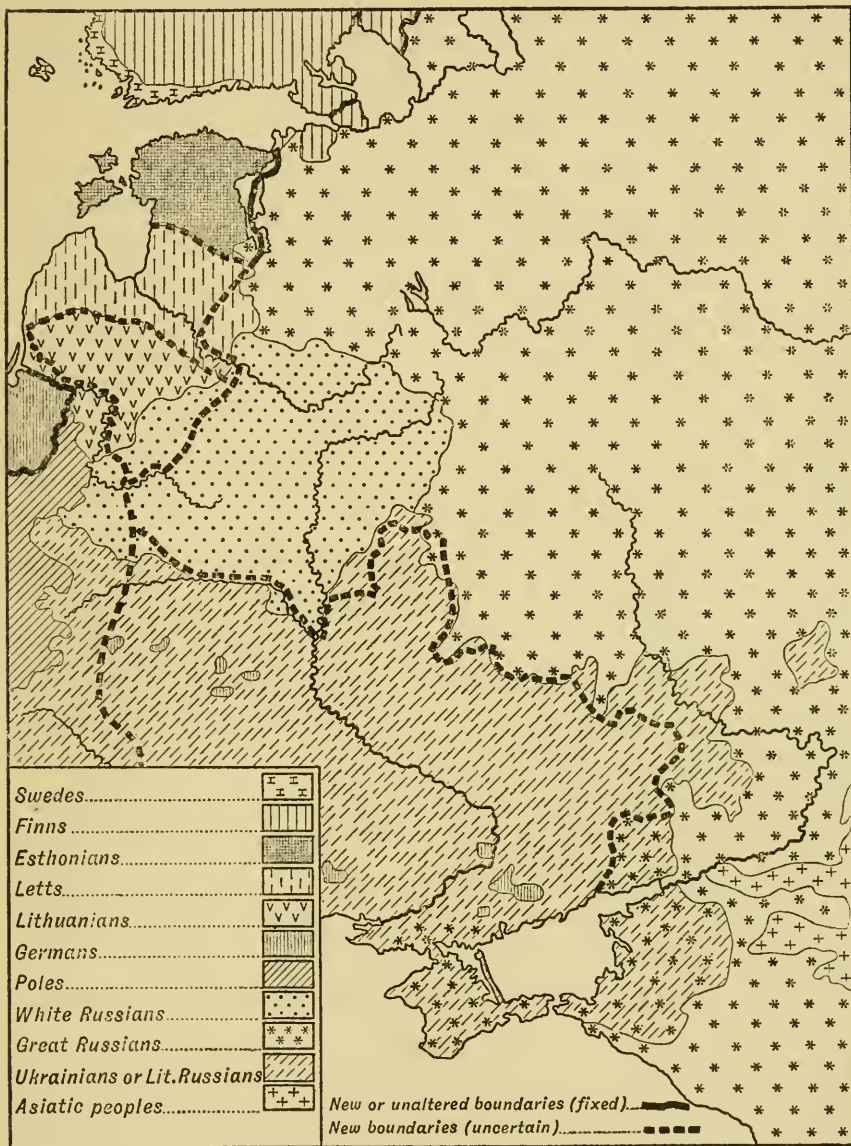 Swedes
Finns
Esthonians
Letts
Lithuanians
Germans
Poles
White Russians
Great Russians
Ukrainians or Lit. Russians
Asiatic peoples
New or unaltered boundaries (fixed)
New boundaries (uncertain)